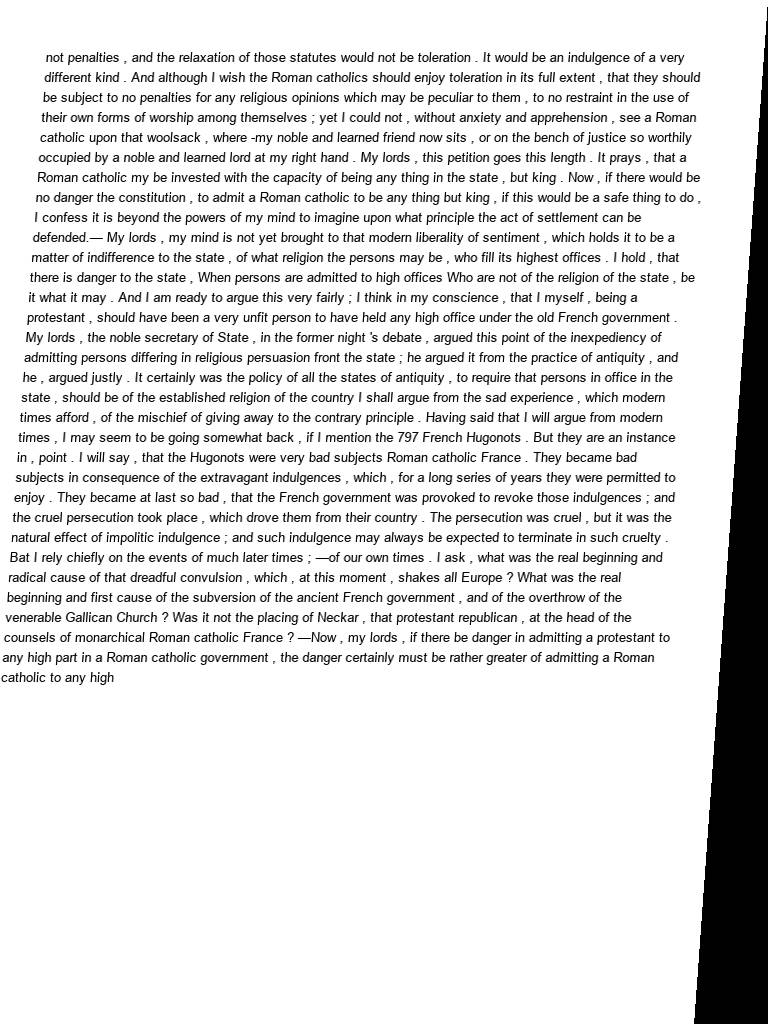 not penalties , and the relaxation of those statutes would not be toleration . It would be an indulgence of a very
different kind . And although I wish the Roman catholics should enjoy toleration in its full extent , that they should
be subject to no penalties for any religious opinions which may be peculiar to them , to no restraint in the use of
their own forms of worship among themselves ; yet I could not , without anxiety and apprehension , see a Roman
catholic upon that woolsack , where -my noble and learned friend now sits , or on the bench of justice so worthily
occupied by a noble and learned lord at my right hand . My lords , this petition goes this length . It prays , that a
Roman catholic my be invested with the capacity of being any thing in the state , but king . Now , if there would be
no danger the constitution , to admit a Roman catholic to be any thing but king , if this would be a safe thing to do ,
I confess it is beyond the powers of my mind to imagine upon what principle the act of settlement can be
defended.— My lords , my mind is not yet brought to that modern liberality of sentiment , which holds it to be a
matter of indifference to the state , of what religion the persons may be , who fill its highest offices . I hold , that
there is danger to the state , When persons are admitted to high offices Who are not of the religion of the state , be
it what it may . And I am ready to argue this very fairly ; I think in my conscience , that I myself , being a
protestant , should have been a very unfit person to have held any high office under the old French government .
My lords , the noble secretary of State , in the former night 's debate , argued this point of the inexpediency of
admitting persons differing in religious persuasion front the state ; he argued it from the practice of antiquity , and
he , argued justly . It certainly was the policy of all the states of antiquity , to require that persons in office in the
state , should be of the established religion of the country I shall argue from the sad experience , which modern
times afford , of the mischief of giving away to the contrary principle . Having said that I will argue from modern
times , I may seem to be going somewhat back , if I mention the 797 French Hugonots . But they are an instance
in , point . I will say , that the Hugonots were very bad subjects Roman catholic France . They became bad
subjects in consequence of the extravagant indulgences , which , for a long series of years they were permitted to
enjoy . They became at last so bad , that the French government was provoked to revoke those indulgences ; and
the cruel persecution took place , which drove them from their country . The persecution was cruel , but it was the
natural effect of impolitic indulgence ; and such indulgence may always be expected to terminate in such cruelty .
Bat I rely chiefly on the events of much later times ; —of our own times . I ask , what was the real beginning and
radical cause of that dreadful convulsion , which , at this moment , shakes all Europe ? What was the real
beginning and first cause of the subversion of the ancient French government , and of the overthrow of the
venerable Gallican Church ? Was it not the placing of Neckar , that protestant republican , at the head of the
counsels of monarchical Roman catholic France ? —Now , my lords , if there be danger in admitting a protestant to
any high part in a Roman catholic government , the danger certainly must be rather greater of admitting a Roman
catholic to any high